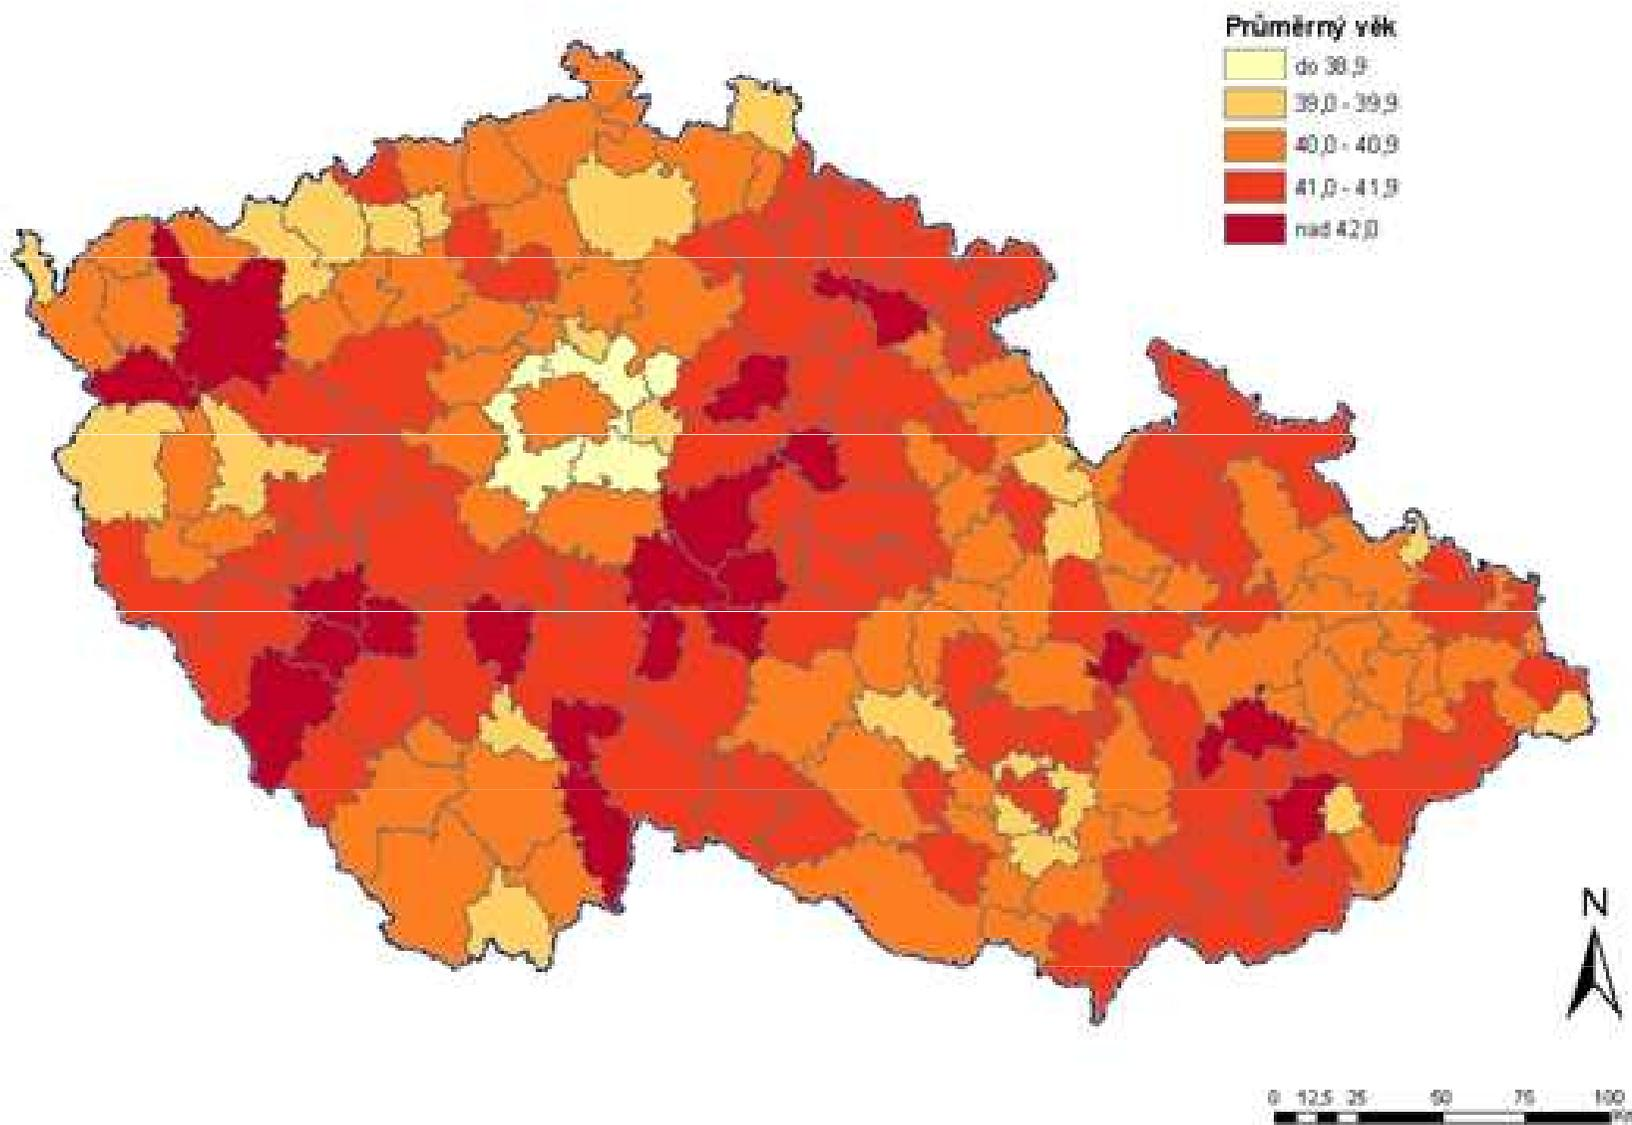 Průměrný věk
do 38,9
39,0 - 39,9
40,0 - 40,9
41,0 - 41,9
nad 42,0
N
0 12,5 25 50 75 100